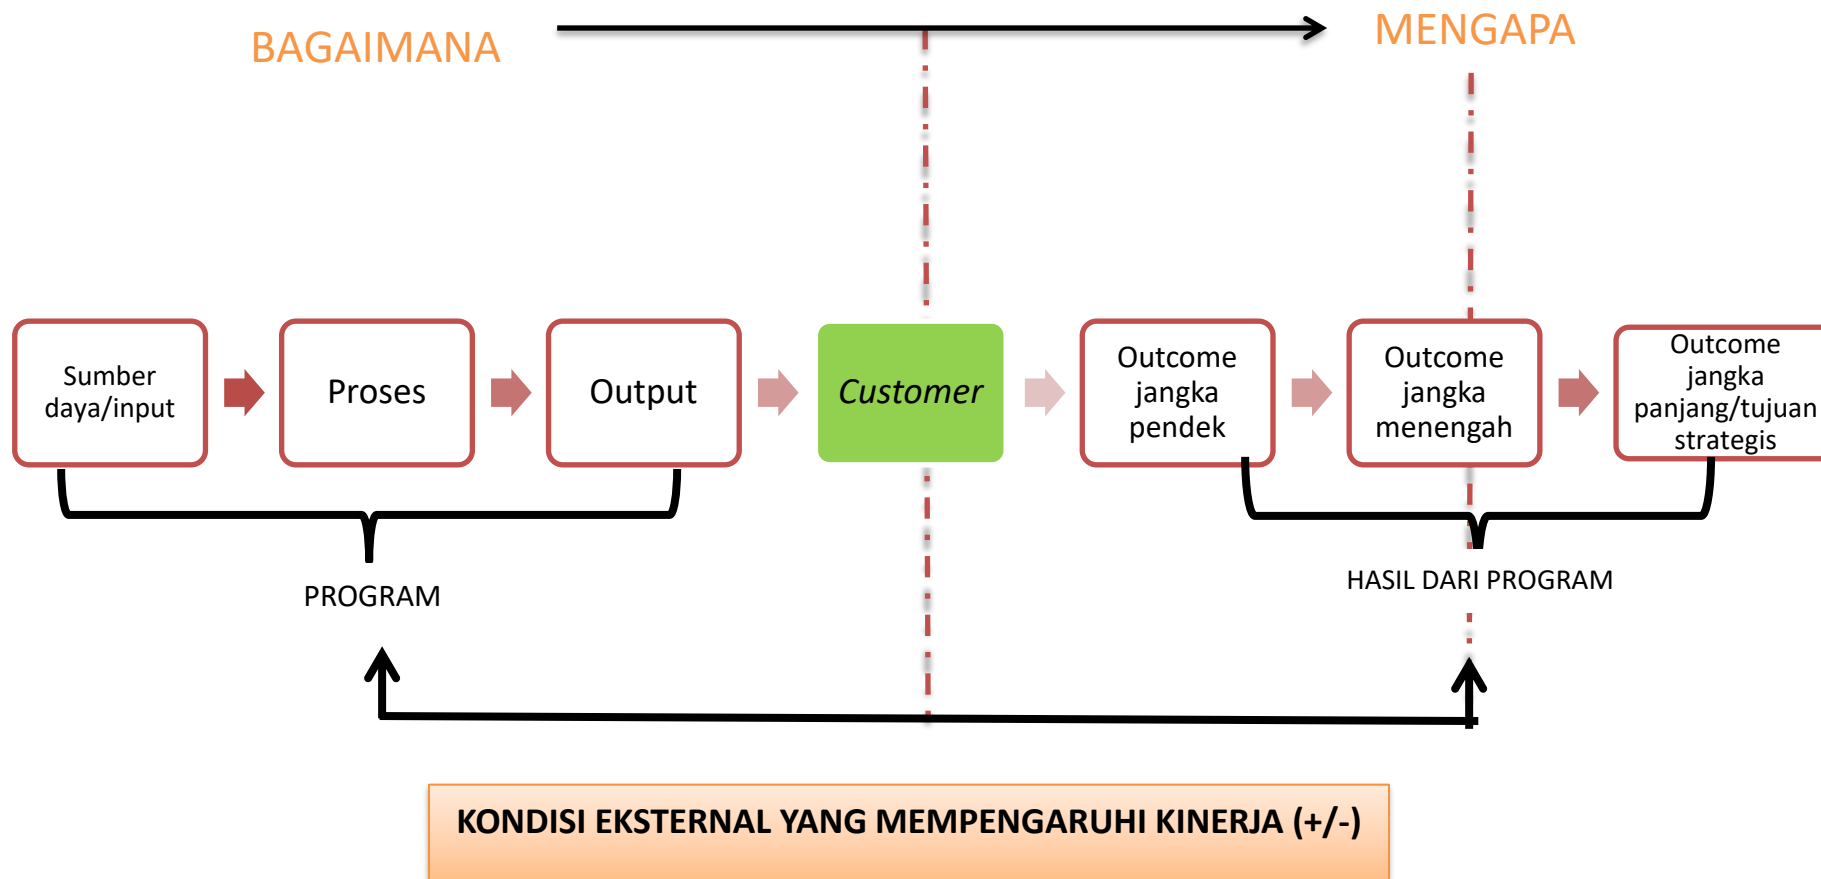 BAGAIMANA
MENGAPA
Sumber
daya/input
Proses
Output
Customer
Outcome
jangka
pendek
Outcome
jangka
menengah
Outcome
jangka
panjang/tujuan
strategis
PROGRAM
HASIL DARI PROGRAM
KONDISI EKSTERNAL YANG MEMPENGARUHI KINERJA (+/-)